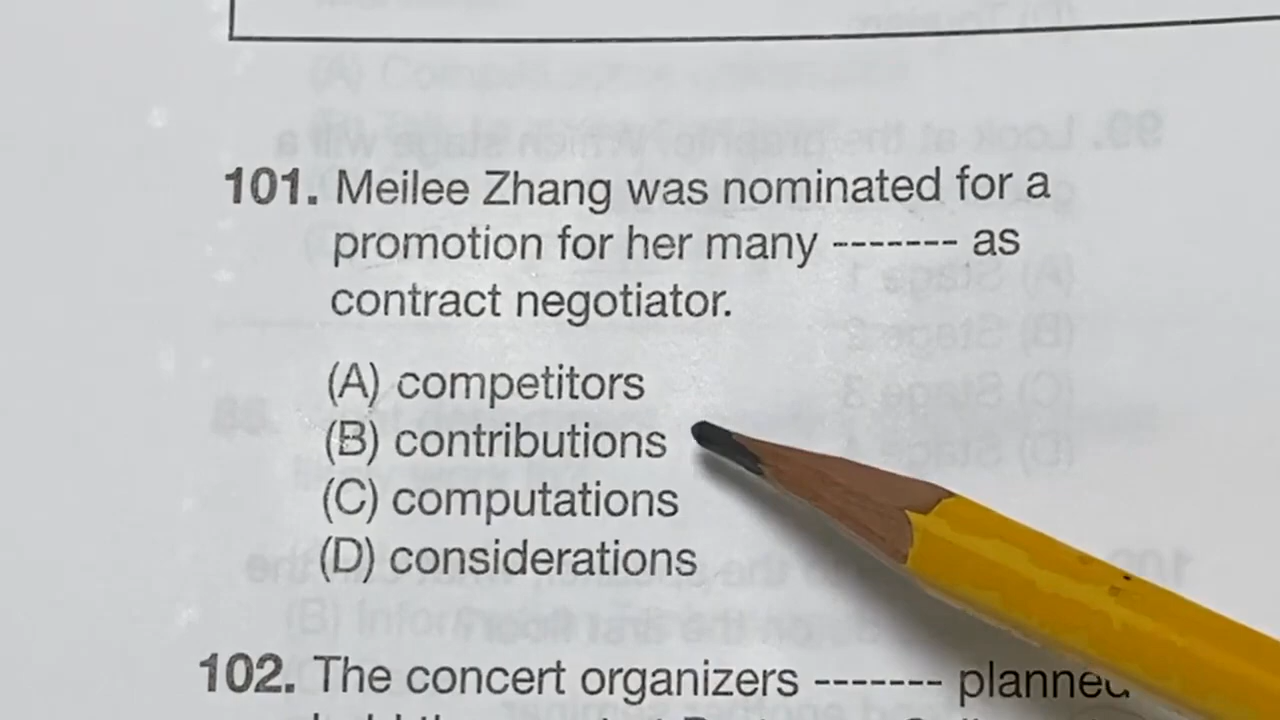 101. Meilee Zhang was nominated for a
promotion for her many ------- as
contract negotiator.
(A) competitors
(B) contributions
(C) computations
(D) considerations
102. The concert organizers ------- planned